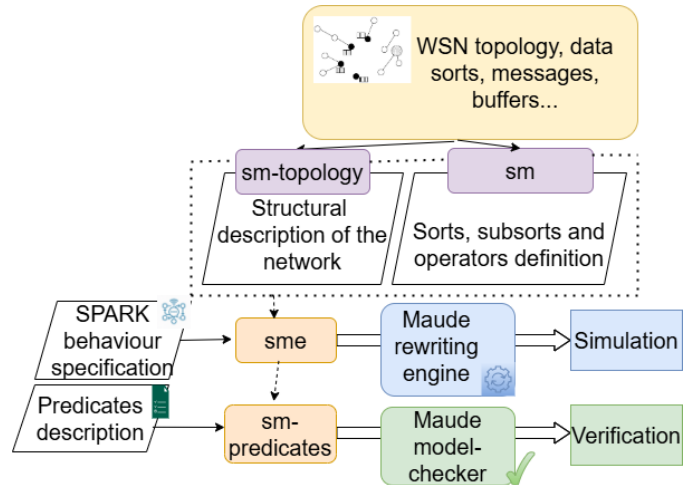 WSN topology, data
sorts, messages,
buffers...
sm-topology
sm
Structural
description of the
network
Sorts, subsorts and
operators definition
SPARK
behaviour
specification
sme
Maude
rewriting
engine
Simulation
Predicates
description
sm-
predicates
Maude
model-
checker
Verification